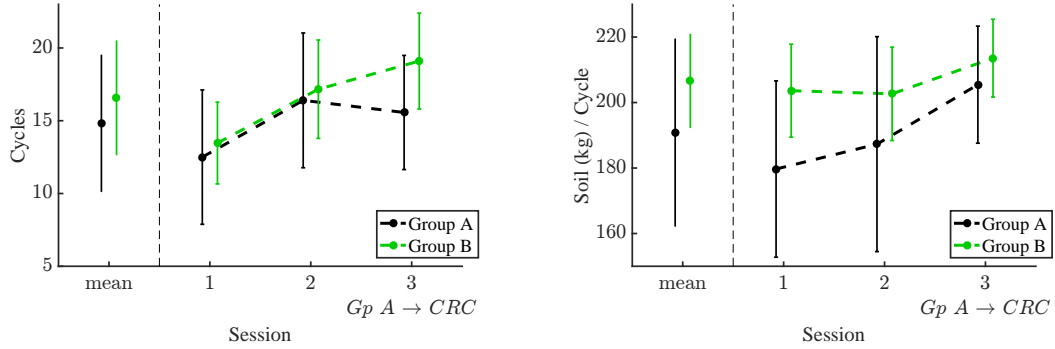 20
15
10
5
Cycles
Group A
Group B
mean
1
2
3
Gp A → CRC
Session
220
200
180
160
Soil (kg) / Cycle
Group A
Group B
mean
1
2
3
Gp A → CRC
Session